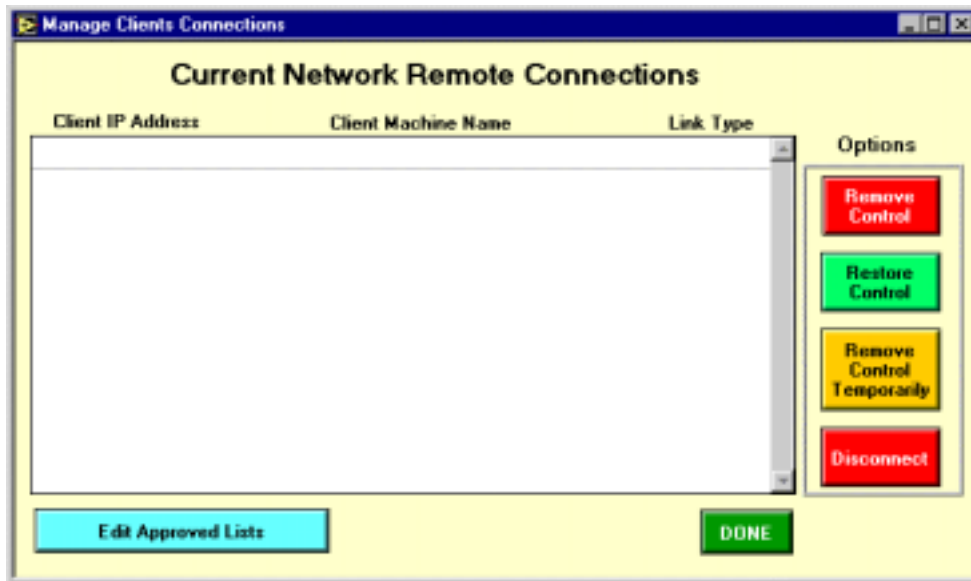 Manage Clients Connections
Current Network Remote Connections
Client IP Address Client Machine Name Link Type
Options
Remove
Control
Restore
Control
Remove
Control
Temporarily
Disconnect
Edit Approved Lists
DONE